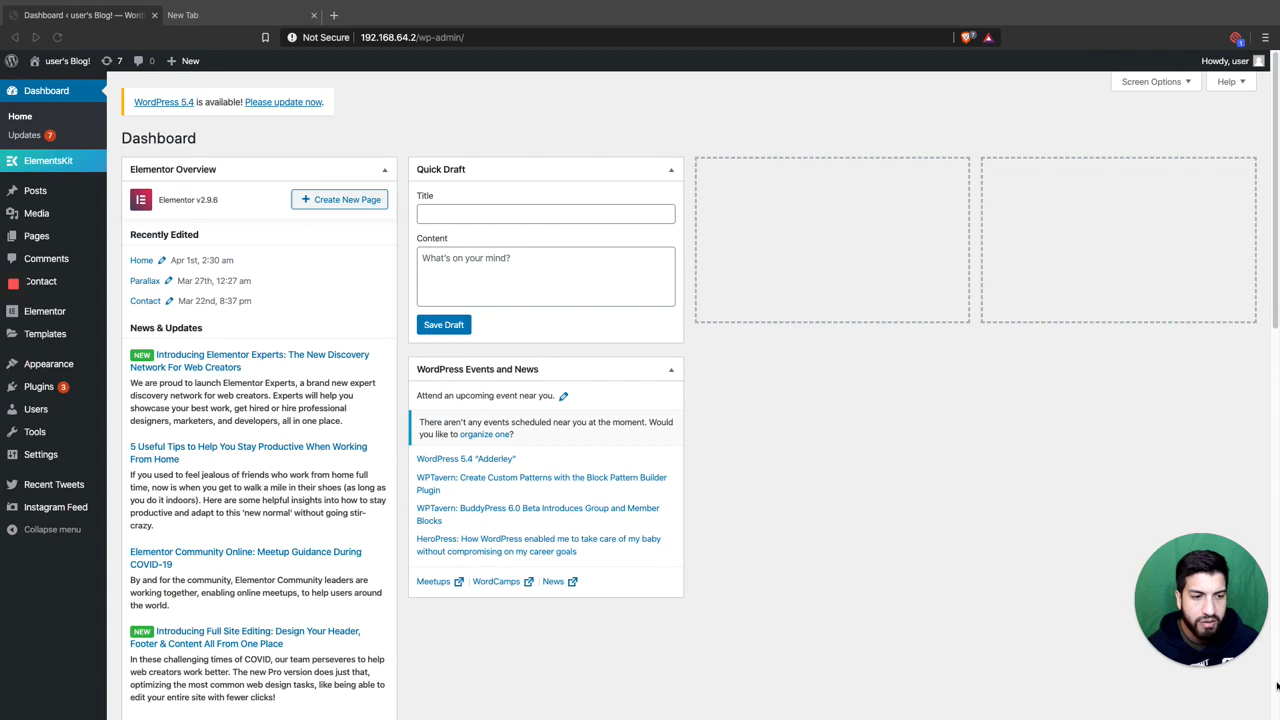 Dashboard ‹ user's Blog! — Word
New Tab
Not Secure
192.168.64.2/wp-admin/
7
1
user's Blog!
7
0
New
Howdy, user
Dashboard
Home
Updates 7
ElementsKit
Posts
Media
Pages
Comments
Contact
Elementor
Templates
Appearance
Plugins 3
Users
Tools
Settings
Recent Tweets
Instagram Feed
Collapse menu
Screen Options
Help
WordPress 5.4 is available! Please update now.
Dashboard
Elementor Overview
Elementor v2.9.6
Create New Page
Recently Edited
Home Apr 1st, 2:30 am
Parallax Mar 27th, 12:27 am
Contact Mar 22nd, 8:37 pm
News & Updates
NEW Introducing Elementor Experts: The New Discovery
Network For Web Creators
We are proud to launch Elementor Experts, a brand new expert
discovery network for web creators. Experts will help you
showcase your best work, get hired or hire professional
designers, marketers, and developers, all in one place.
5 Useful Tips to Help You Stay Productive When Working
From Home
If you used to feel jealous of friends who work from home full
time, now is when you get to walk a mile in their shoes (as long as
you do it indoors). Here are some helpful insights into how to stay
productive and adapt to this 'new normal' without going stir-
crazy.
Elementor Community Online: Meetup Guidance During
COVID-19
By and for the community, Elementor Community leaders are
working together, enabling online meetups, to help users around
the world.
NEW Introducing Full Site Editing: Design Your Header,
Footer & Content All From One Place
In these challenging times of COVID, our team perseveres to help
web creators work better. The new Pro version does just that,
optimizing the most common web design tasks, like being able to
edit your entire site with fewer clicks!
Quick Draft
Title
Content
What's on your mind?
Save Draft
WordPress Events and News
Attend an upcoming event near you.
There aren't any events scheduled near you at the moment. Would
you like to organize one?
WordPress 5.4 “Adderley”
WPTavern: Create Custom Patterns with the Block Pattern Builder
Plugin
WPTavern: BuddyPress 6.0 Beta Introduces Group and Member
Blocks
HeroPress: How WordPress enabled me to take care of my baby
without compromising on my career goals
Meetups
WordCamps
News